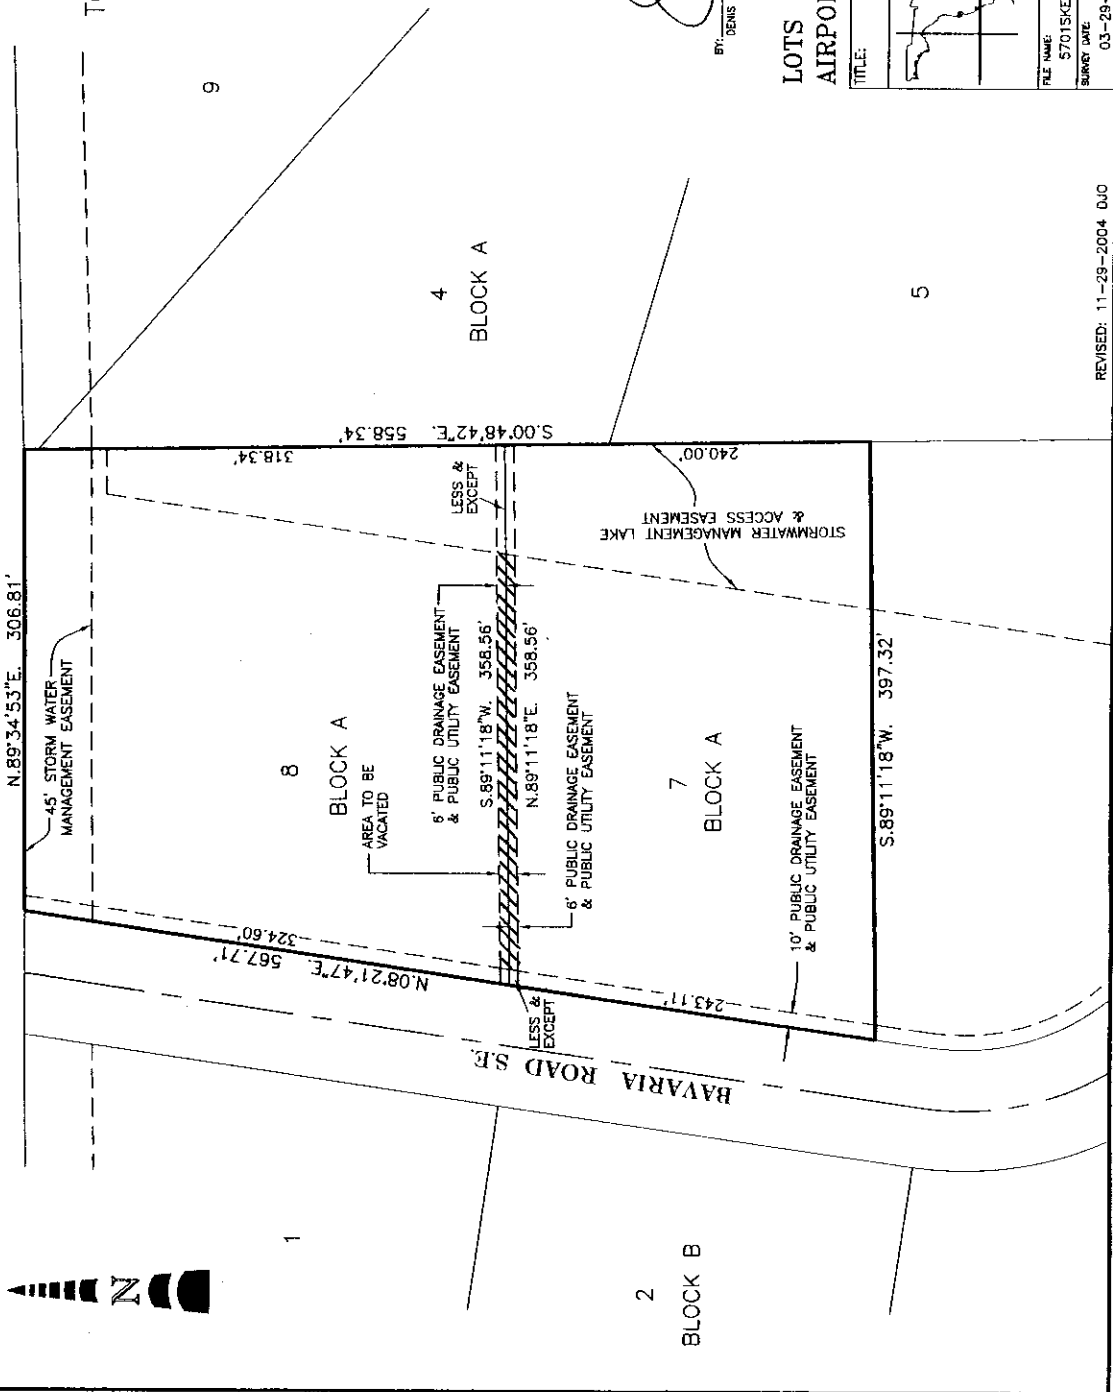 N.89°34'53"E. 306.81'
45' STORM WATER
MANAGEMENT EASEMENT
9
8
BLOCK A
AREA TO BE
VACATED
N.08°21'47"E. 567.71'
324.60'
243.11'
S.00°48'42"E. 558.34'
318.34'
240.00'
4
BLOCK A
LESS &
EXCEPT
6' PUBLIC DRAINAGE EASEMENT
& PUBLIC UTILITY EASEMENT
S.89°11'18"W. 358.56'
N.89°11'18"E. 358.56'
6' PUBLIC DRAINAGE EASEMENT
& PUBLIC UTILITY EASEMENT
LESS &
EXCEPT
STORMWATER MANAGEMENT LAKE
& ACCESS EASEMENT
7
BLOCK A
10' PUBLIC DRAINAGE EASEMENT
& PUBLIC UTILITY EASEMENT
S.89°11'18"W. 397.32'
BAVARIA ROAD S.E.
N
1
2
BLOCK B
5
BY:
DENIS
LOTS
AIRPO
TITLE:
FILE NAME:
5701SKE
SURVEY DATE:
03-29-
REVISED: 11-29-2004 DJO